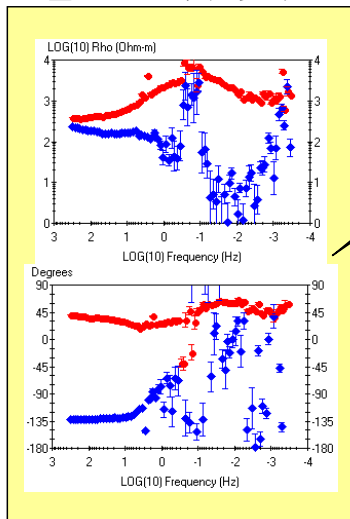 LOG(10) Rho (Ohm-m)
4 4
3 3
2 2
1 1
0 0
3 2 1 0 -1 -2 -3 -4
LOG(10) Frequency (Hz)
Degrees
90 90
45 45
0 0
-45 -45
-90 -90
-135 -135
-180 -180
3 2 1 0 -1 -2 -3 -4
LOG(10) Frequency (Hz)